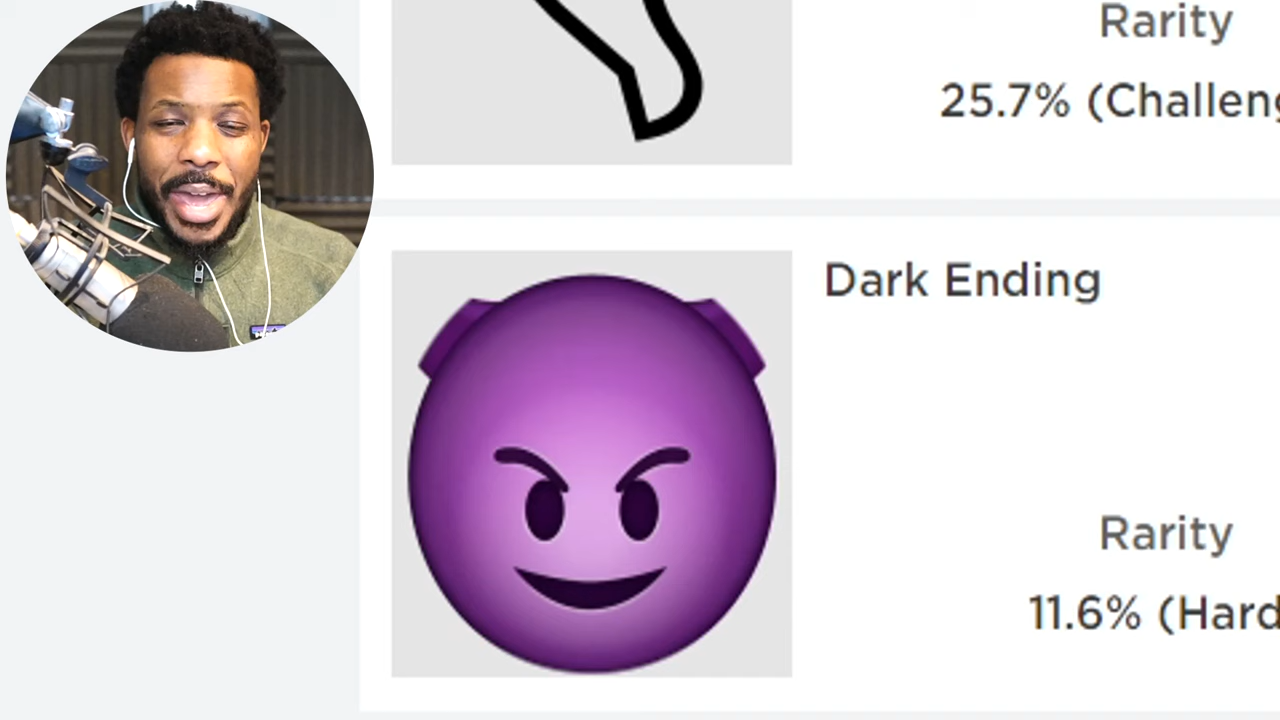 Rarity
25.7% (Challeng
Dark Ending
Rarity
11.6% (Hard